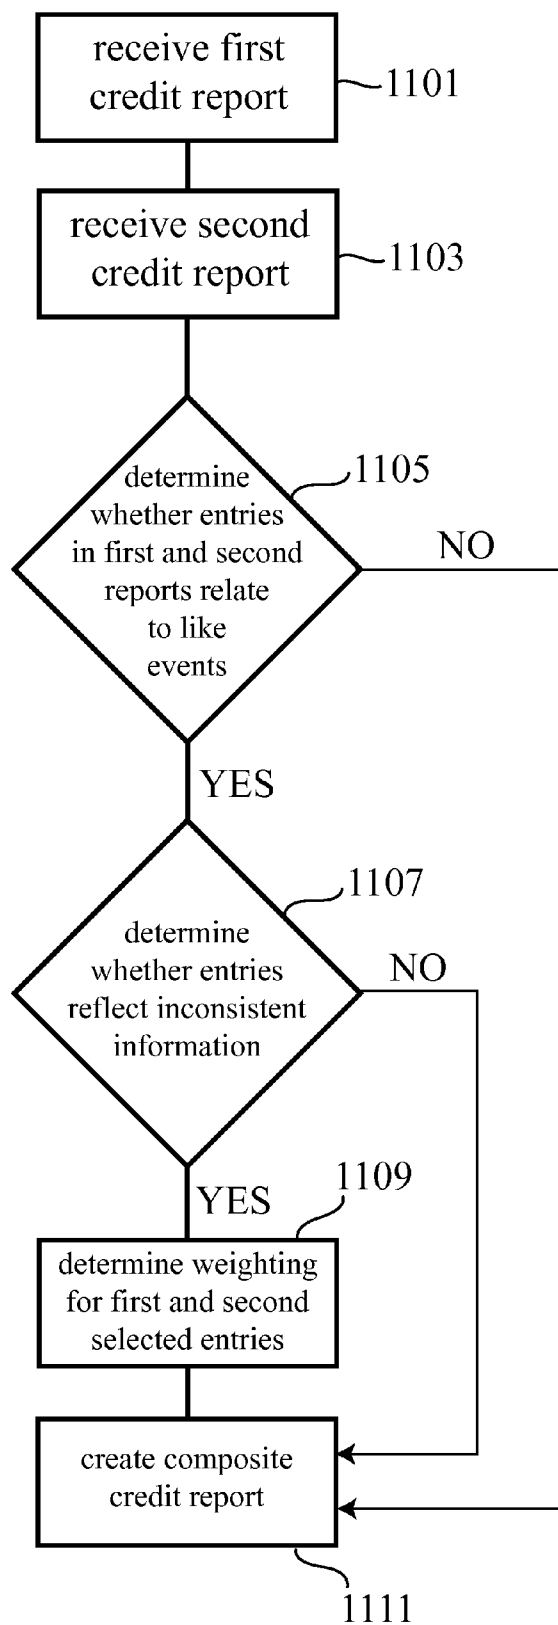 receive first
credit report
1101
receive second
credit report
1103
1105
determine
whether entries
in first and second
reports relate
to like
events
NO
YES
1107
determine
whether entries
reflect inconsistent
information
NO
YES
1109
determine weighting
for first and second
selected entries
create composite
credit report
1111